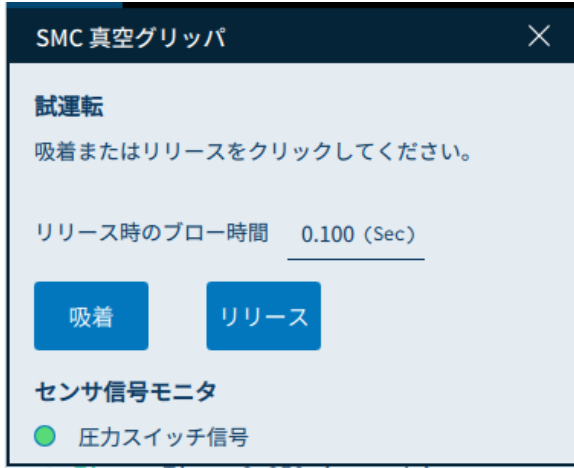 SMC 真空グリッパ
試運転
吸着またはリリースをクリックしてください。
リリース時のブロー時間 0.100 (Sec)
吸着 リリース
センサ信号モニタ
圧力スイッチ信号